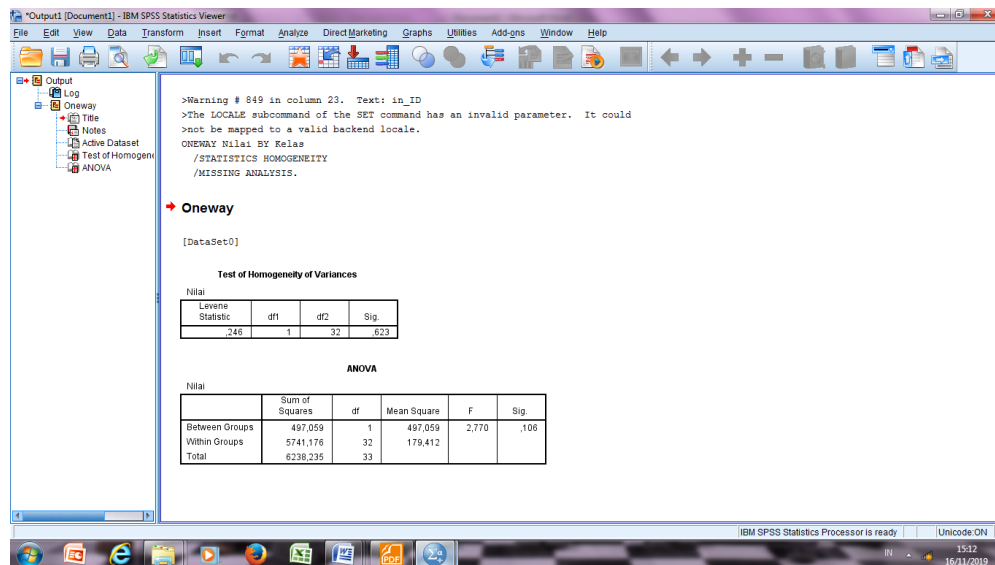 *Output1 [Document1] - IBM SPSS Statistics Viewer
File Edit View Data Transform Insert Format Analyze Direct Marketing Graphs Utilities Add-ons Window Help
Output
Log
Oneway
Title
Notes
Active Dataset
Test of Homogene
ANOVA
>Warning # 849 in column 23. Text: in_ID
>The LOCALE subcommand of the SET command has an invalid parameter. It could
>not be mapped to a valid backend locale.
ONEWAY Nilai BY Kelas
/STATISTICS HOMOGENEITY
/MISSING ANALYSIS.
Oneway
[DataSet0]
Test of Homogeneity of Variances
Nilai
Levene
Statistic df1 df2 Sig.
,246 1 32 ,623
ANOVA
Nilai
Sum of
Squares df Mean Square F Sig.
Between Groups 497,059 1 497,059 2,770 ,106
Within Groups 5741,176 32 179,412
Total 6238,235 33
IBM SPSS Statistics Processor is ready Unicode:ON
PDF
IN 15:12
16/11/2019